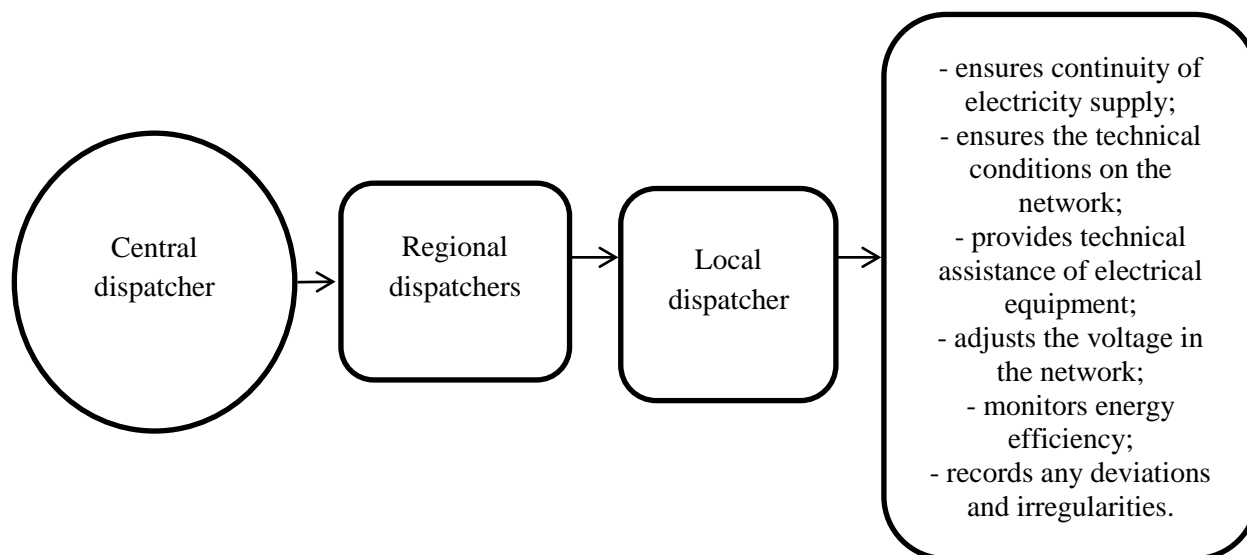 Central
dispatcher
Regional
dispatchers
Local
dispatcher
- ensures continuity of
electricity supply;
- ensures the technical
conditions on the
network;
- provides technical
assistance of electrical
equipment;
- adjusts the voltage in
the network;
- monitors energy
efficiency;
- records any deviations
and irregularities.